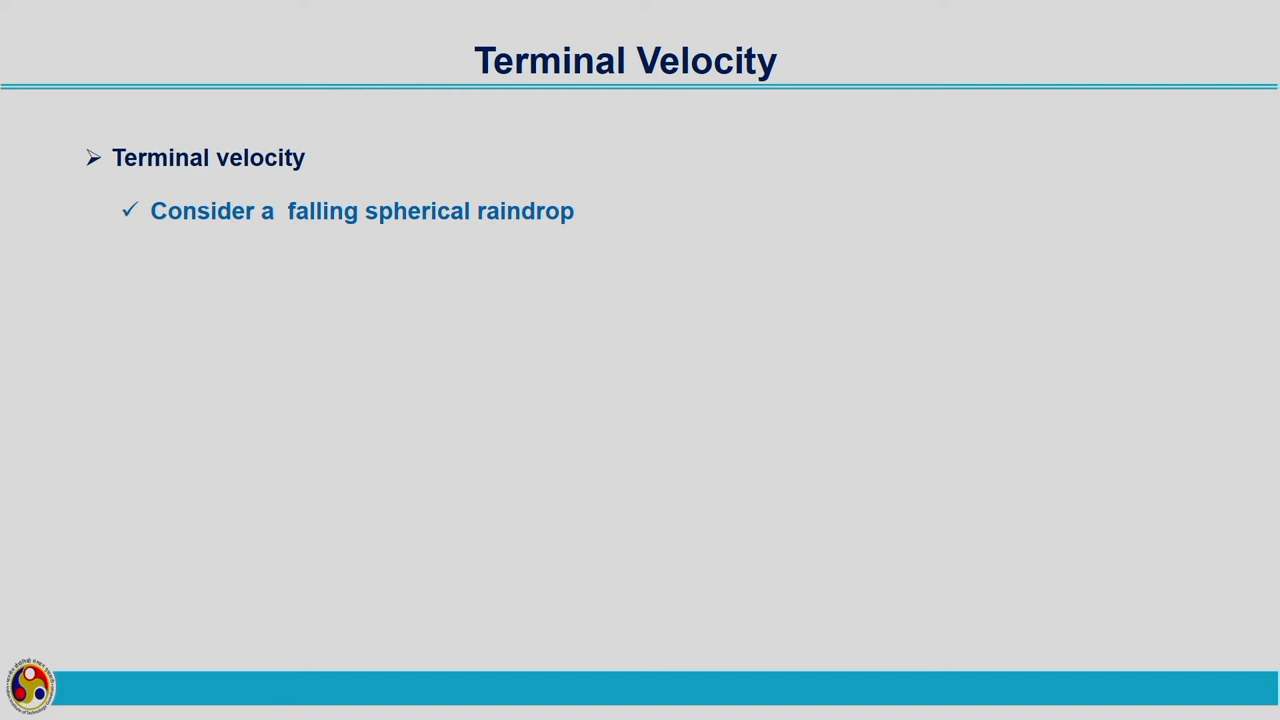 Terminal Velocity
Terminal velocity
Consider a falling spherical raindrop